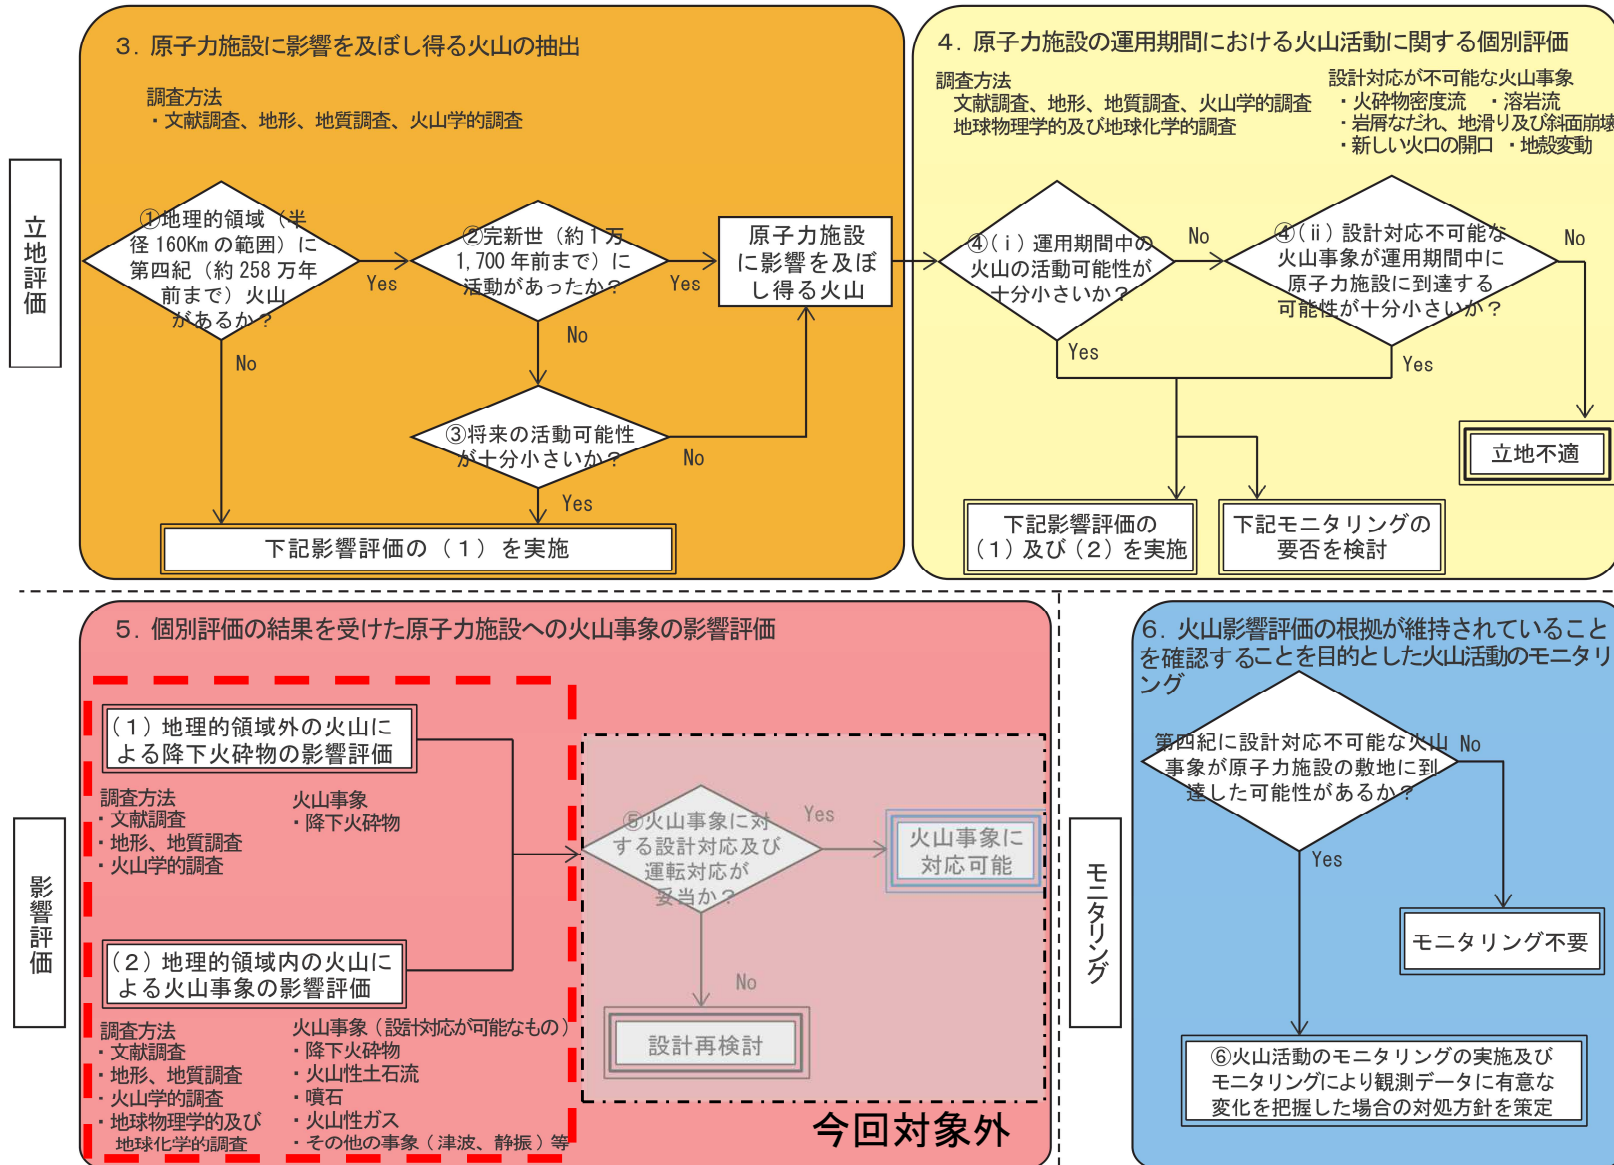 立地評価
3. 原子力施設に影響を及ぼし得る火山の抽出
調査方法
・文献調査、地形、地質調査、火山学的調査
①地理的領域（半
径160Kmの範囲）に
第四紀（約258万年
前まで）火山
があるか？
Yes
No
②完新世（約1万
1,700年前まで）に
活動があったか？
Yes
No
原子力施設
に影響を及ぼ
し得る火山
③将来の活動可能性
が十分小さいか？
No
Yes
下記影響評価の（1）を実施
4. 原子力施設の運用期間における火山活動に関する個別評価
調査方法
文献調査、地形、地質調査、火山学的調査
地球物理学的及び地球化学的調査
設計対応が不可能な火山事象
・火砕物密度流 ・溶岩流
・岩屑なだれ、地滑り及び斜面崩壊
・新しい火口の開口 ・地殻変動
④(ⅰ)運用期間中の
火山の活動可能性が
十分小さいか？
No
Yes
④(ⅱ)設計対応不可能な
火山事象が運用期間中に
原子力施設に到達する
可能性が十分小さいか？
No
Yes
立地不適
下記影響評価の
（1）及び（2）を実施
下記モニタリングの
要否を検討
影響評価
5. 個別評価の結果を受けた原子力施設への火山事象の影響評価
（1）地理的領域外の火山に
よる降下火砕物の影響評価
調査方法
・文献調査
・地形、地質調査
・火山学的調査
火山事象
・降下火砕物
（2）地理的領域内の火山に
よる火山事象の影響評価
調査方法
・文献調査
・地形、地質調査
・火山学的調査
・地球物理学的及び
地球化学的調査
火山事象（設計対応が可能なもの）
・降下火砕物
・火山性土石流
・噴石
・火山性ガス
・その他の事象（津波、静振）等
⑤火山事象に対
する設計対応及び
運転対応が
妥当か？
Yes
No
火山事象に
対応可能
設計再検討
今回対象外
モニタリング
6. 火山影響評価の根拠が維持されていること
を確認することを目的とした火山活動のモニタリ
ング
第四紀に設計対応不可能な火山
事象が原子力施設の敷地に到
達した可能性があるか？
No
Yes
モニタリング不要
⑥火山活動のモニタリングの実施及び
モニタリングにより観測データに有意な
変化を把握した場合の対処方針を策定